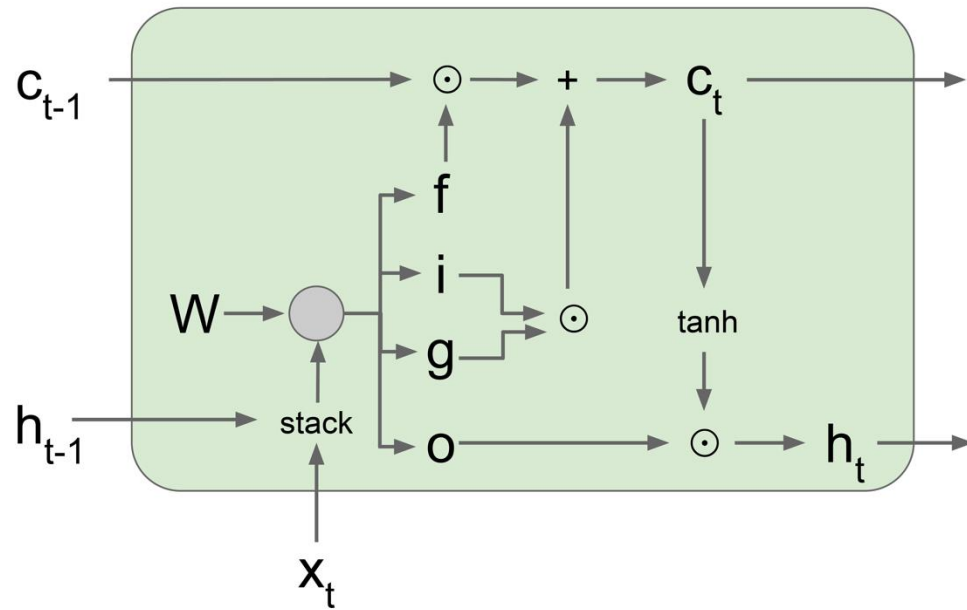 c_{t-1} ⊙ + c_t
f
i
W ⊙ tanh
g
h_{t-1} stack o ⊙ h_t
x_t